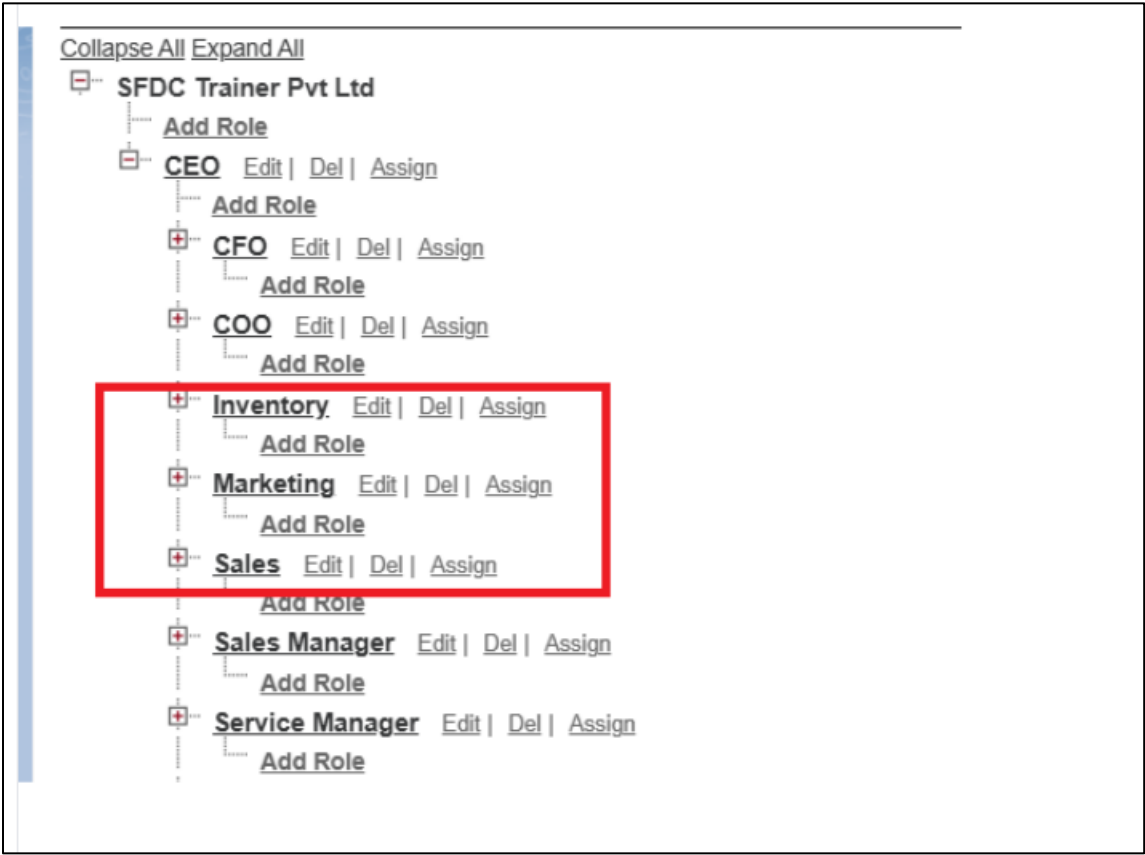 Collapse All Expand All
SFDC Trainer Pvt Ltd
Add Role
CEO Edit | Del | Assign
Add Role
CFO Edit | Del | Assign
Add Role
COO Edit | Del | Assign
Add Role
Inventory Edit | Del | Assign
Add Role
Marketing Edit | Del | Assign
Add Role
Sales Edit | Del | Assign
Add Role
Sales Manager Edit | Del | Assign
Add Role
Service Manager Edit | Del | Assign
Add Role